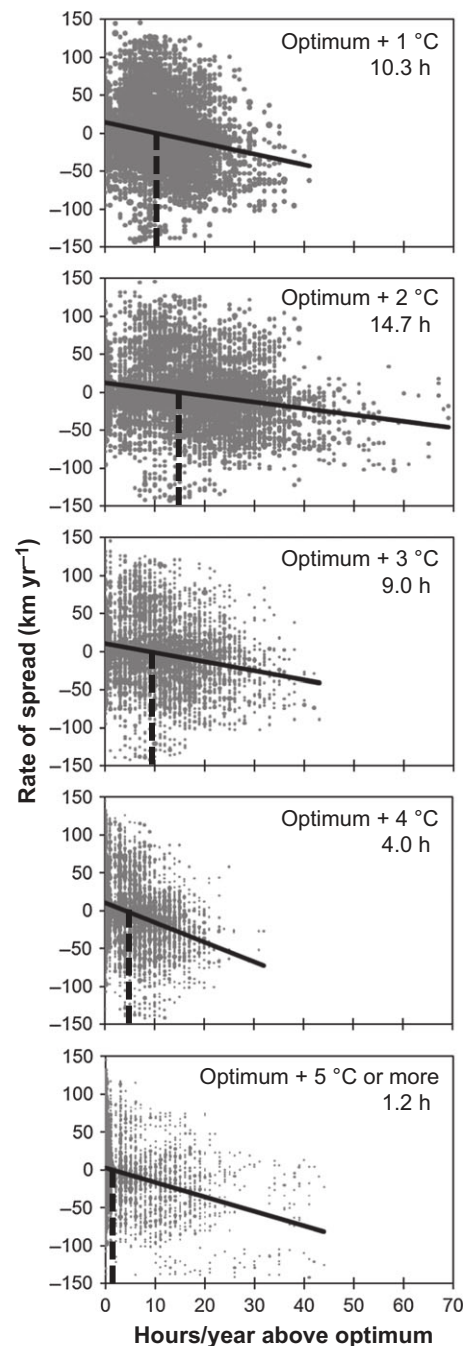 150
100
50
0
–50
–100
–150
Optimum + 1 °C
10.3 h
150
100
50
0
–50
–100
–150
Optimum + 2 °C
14.7 h
150
100
50
0
–50
–100
–150
Optimum + 3 °C
9.0 h
150
100
50
0
–50
–100
–150
Optimum + 4 °C
4.0 h
150
100
50
0
–50
–100
–150
Optimum + 5 °C or more
1.2 h
0 10 20 30 40 50 60 70
Hours/year above optimum
Rate of spread (km yr⁻¹)